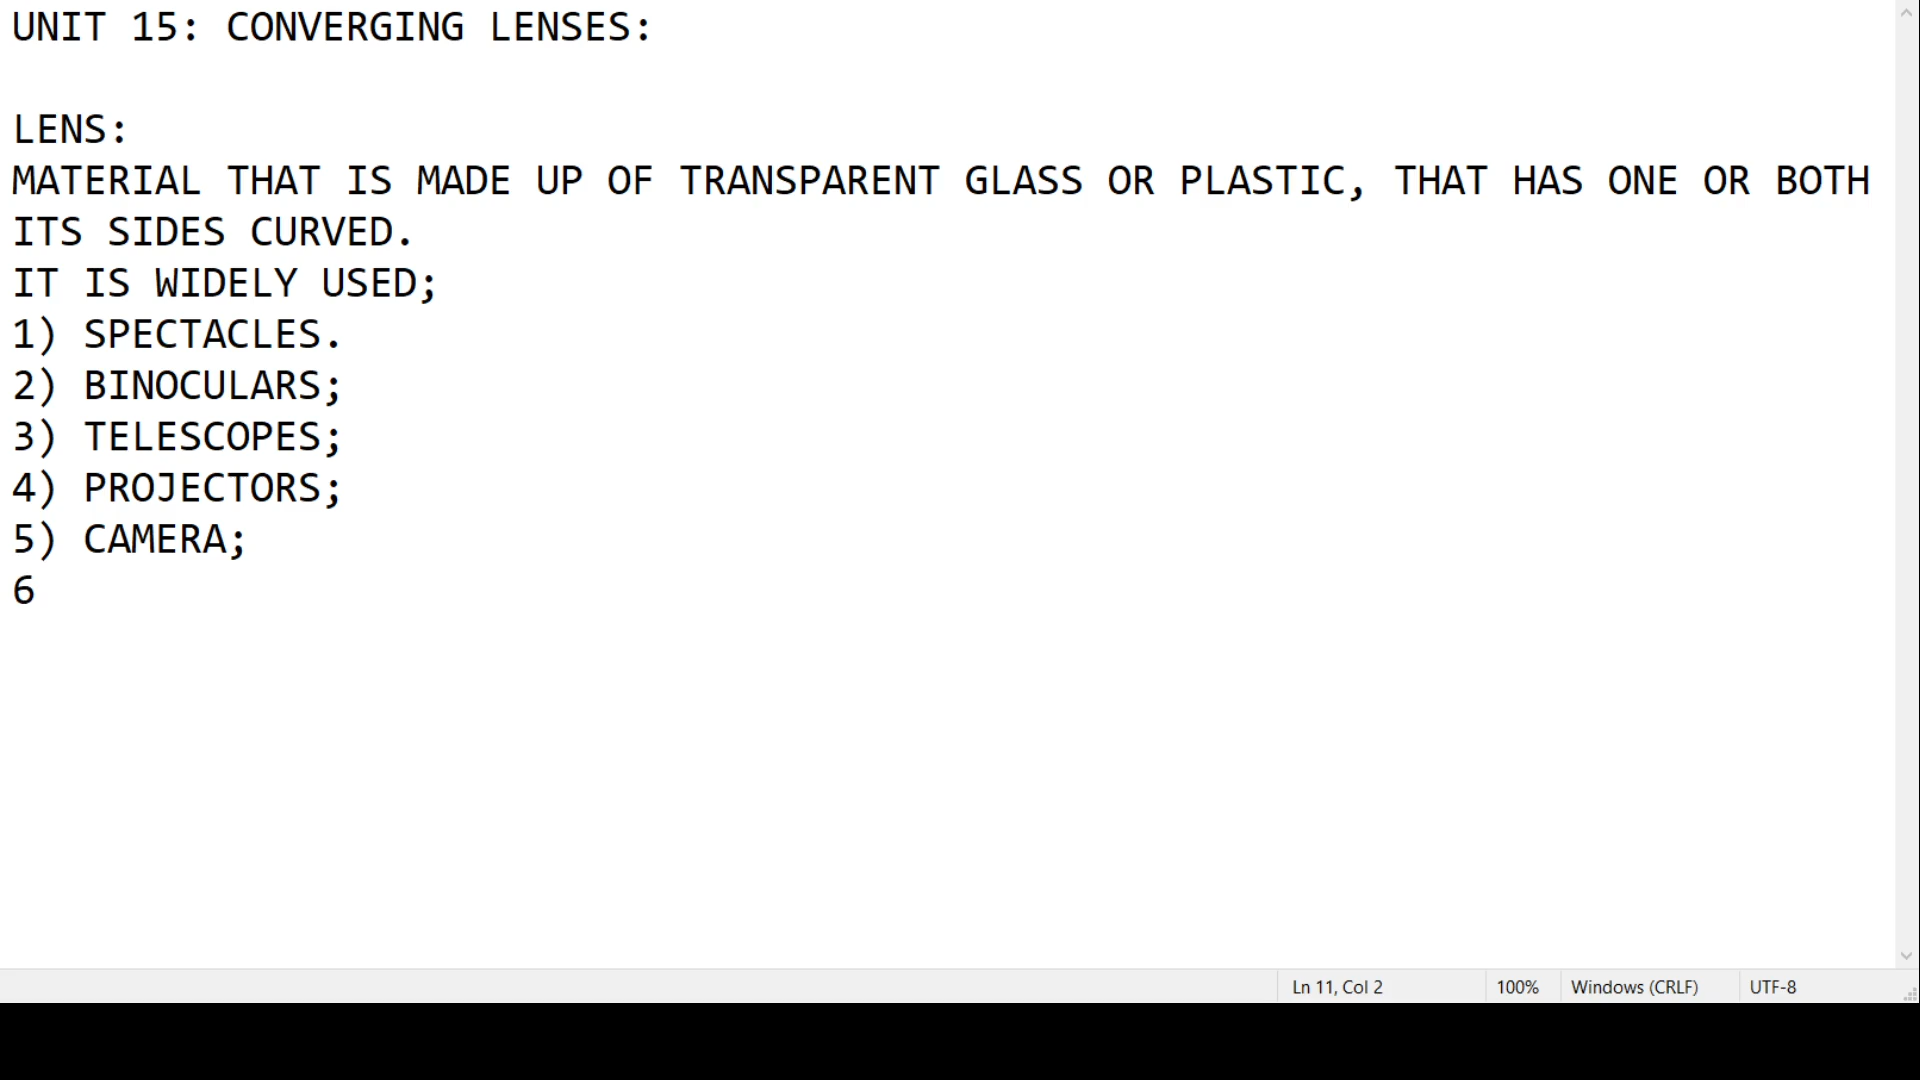 UNIT 15: CONVERGING LENSES:
LENS:
MATERIAL THAT IS MADE UP OF TRANSPARENT GLASS OR PLASTIC, THAT HAS ONE OR BOTH
ITS SIDES CURVED.
IT IS WIDELY USED;
1) SPECTACLES.
2) BINOCULARS;
3) TELESCOPES;
4) PROJECTORS;
5) CAMERA;
6
Ln 11, Col 2 100% Windows (CRLF) UTF-8